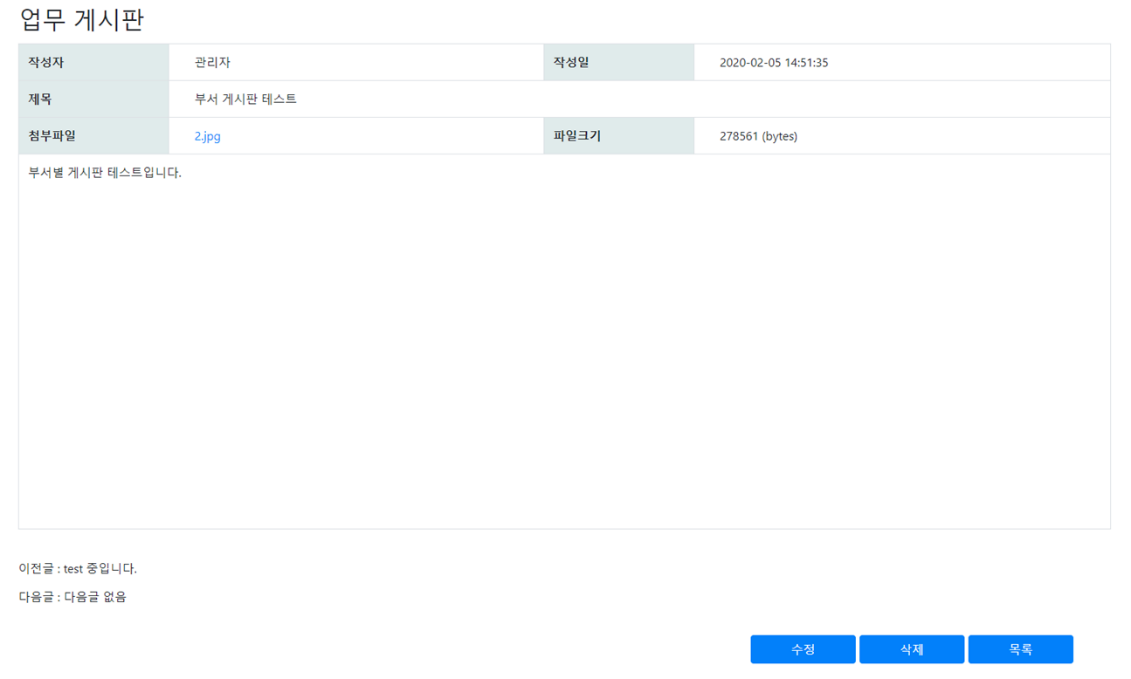 업무 게시판
작성자 관리자 작성일 2020-02-05 14:51:35
제목 부서 게시판 테스트
첨부파일 2.jpg 파일크기 278561 (bytes)
부서별 게시판 테스트입니다.
이전글 : test 중입니다.
다음글 : 다음글 없음
수정 삭제 목록